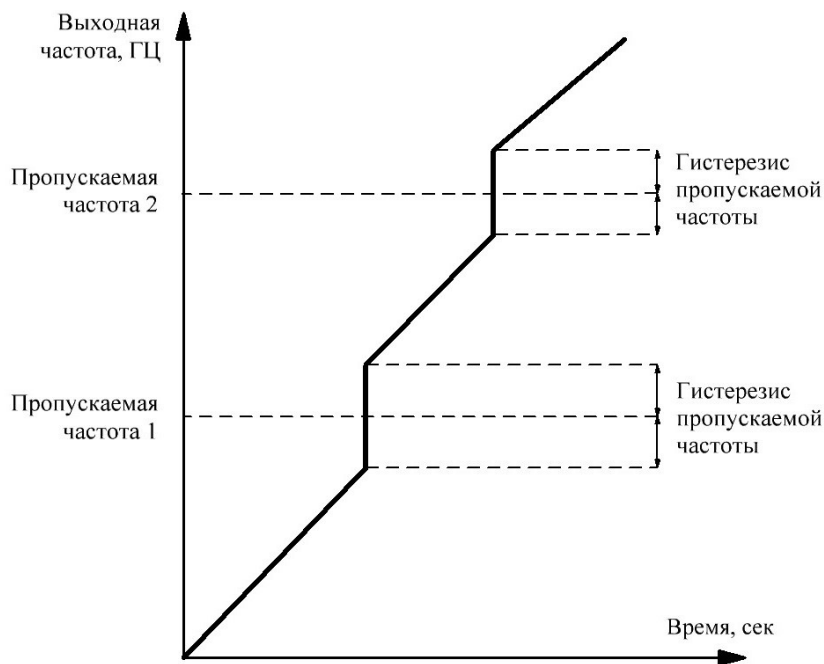 Выходная
частота, ГЦ
Пропускаемая
частота 2
Гистерезис
пропускаемой
частоты
Пропускаемая
частота 1
Гистерезис
пропускаемой
частоты
Время, сек